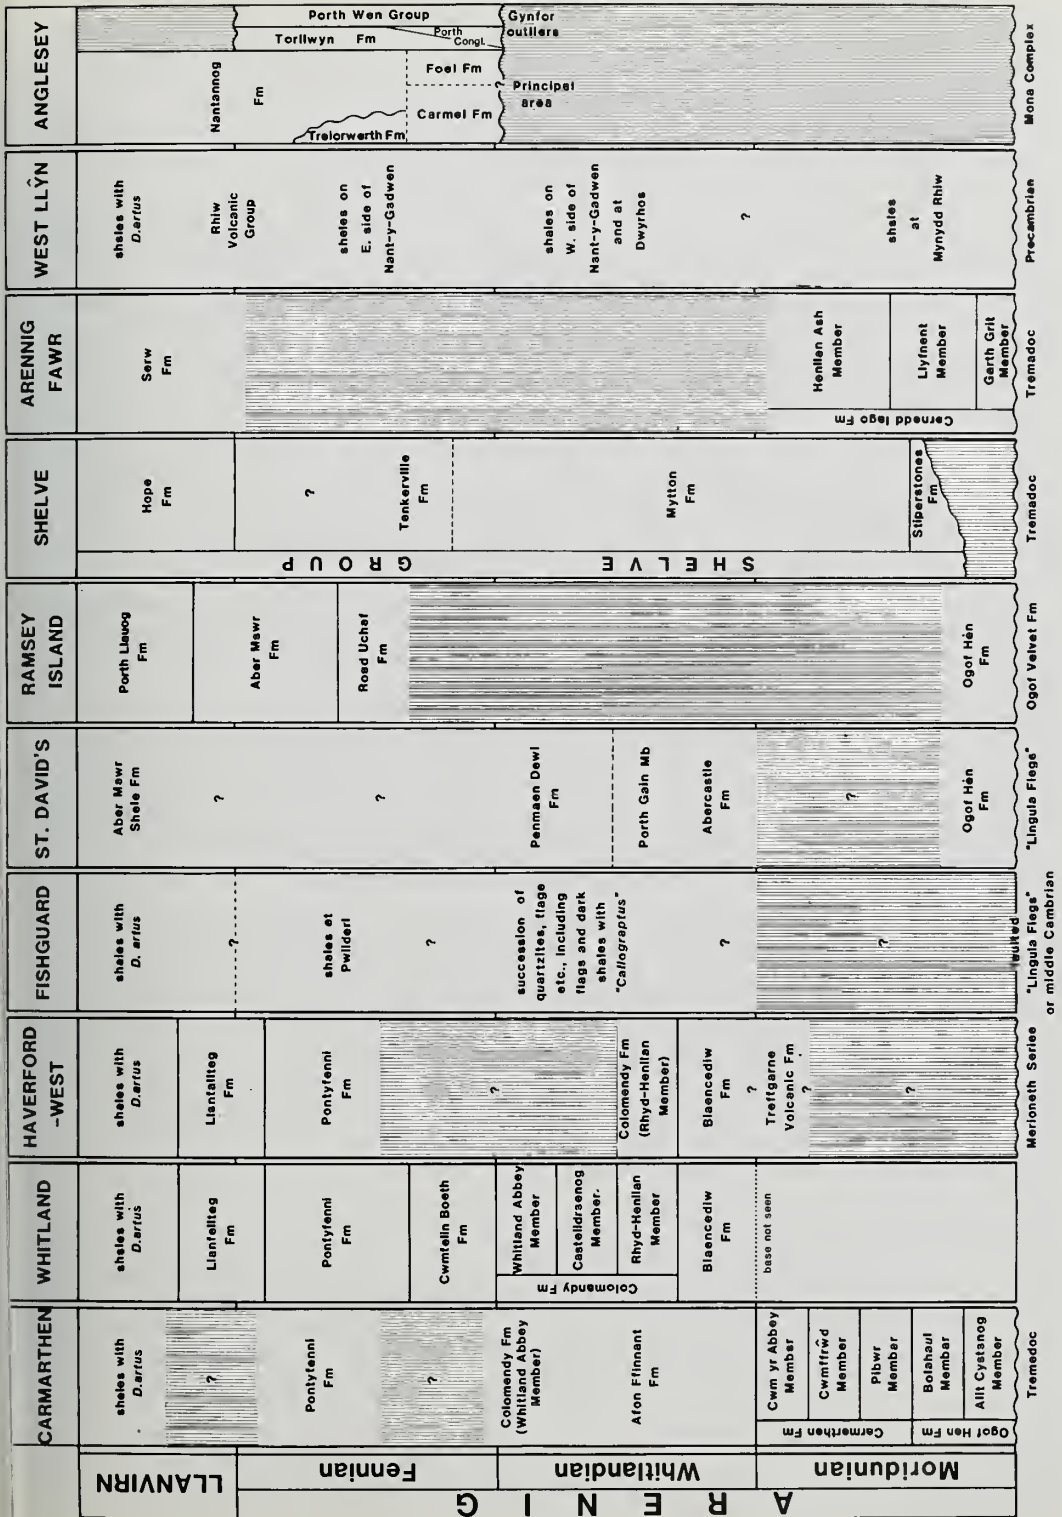 ANGLESEY
Porth Wen Group
Gynfor
outliers
Torllwyn Fm
Porth
Congl.
Nantannog
Fm
Foel Fm
?
Principal
area
Carmel Fm
Treiorwerth Fm
Mona Complex
WEST LLŶN
shales with
D.artus
Rhiw
Volcanic
Group
shales on
E. side of
Nant-y-Gadwen
shales on
W. side of
Nant-y-Gadwen
and at
Dwyrhos
?
shales
at
Mynydd Rhiw
Precambrian
ARENNIG
FAWR
Serw
Fm
Henllan Ash
Member
Llyfnent
Member
Garth Grit
Member
Carnedd Iago Fm
Tremadoc
SHELVE
Hope
Fm
?
Tankerville
Fm
Mytton
Fm
Stiperstones
Fm
SHELVE GROUP
Tremadoc
RAMSEY
ISLAND
Porth Llauog
Fm
Aber Mawr
Fm
Road Uchaf
Fm
Ogof Hên
Fm
Ogof Velvet Fm
ST. DAVID'S
Aber Mawr
Shale Fm
?
?
Penmaen Dewi
Fm
Porth Gain Mb
Abercastle
Fm
?
Ogof Hên
Fm
"Lingula Flags"
FISHGUARD
shales with
D. artus
?
shales at
Pwllderi
?
succession of
quartzites, flags
etc., including
flags and dark
shales with
"Callograptus"
?
?
faulted
"Lingula Flags"
or middle Cambrian
HAVERFORD
-WEST
shales with
D.artus
Llanfallteg
Fm
Pontyfenni
Fm
?
Colomendy Fm
(Rhyd-Henllan
Member)
Blaencediw
Fm
?
Treffgarne
Volcanic Fm
?
?
Merioneth Series
WHITLAND
shales with
D.artus
Llanfallteg
Fm
Pontyfenni
Fm
Cwmfelin Boeth
Fm
Whitland Abbey
Member
Castelldraenog
Member.
Rhyd-Henllan
Member
Colomendy Fm
Blaencediw
Fm
base not seen
CARMARTHEN
shales with
D.artus
?
Pontyfenni
Fm
?
Colomendy Fm
(Whitland Abbey
Member)
Afon Ffinnant
Fm
Cwm yr Abbey
Member
Cwmffrŵd
Member
Pibwr
Member
Bolahaul
Member
Allt Cystanog
Member
Carmarthen Fm
Ogof Hen Fm
Tremadoc
LLANVIRN
Fennian
Whitlandian
Moridunian
ARENIG